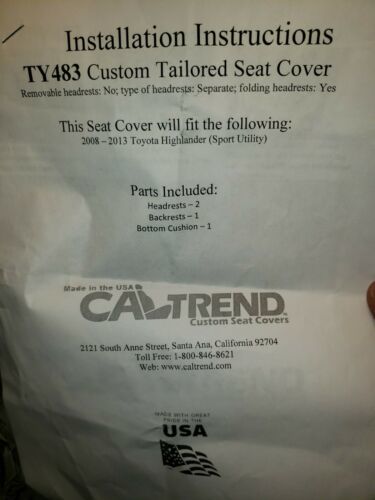 Installation Instructions
TY483 Custom Tailored Seat Cover
Removable headrests: No; type of headrests: Separate; folding headrests: Yes
This Seat Cover will fit the following:
2008 – 2013 Toyota Highlander (Sport Utility)
Parts Included:
Headrests – 2
Backrests – 1
Bottom Cushion – 1
Made in the USA
CALTREND™
Custom Seat Covers
2121 South Anne Street, Santa Ana, California 92704
Toll Free: 1-800-846-8621
Web: www.caltrend.com
MADE WITH GREAT
PRIDE IN THE
USA